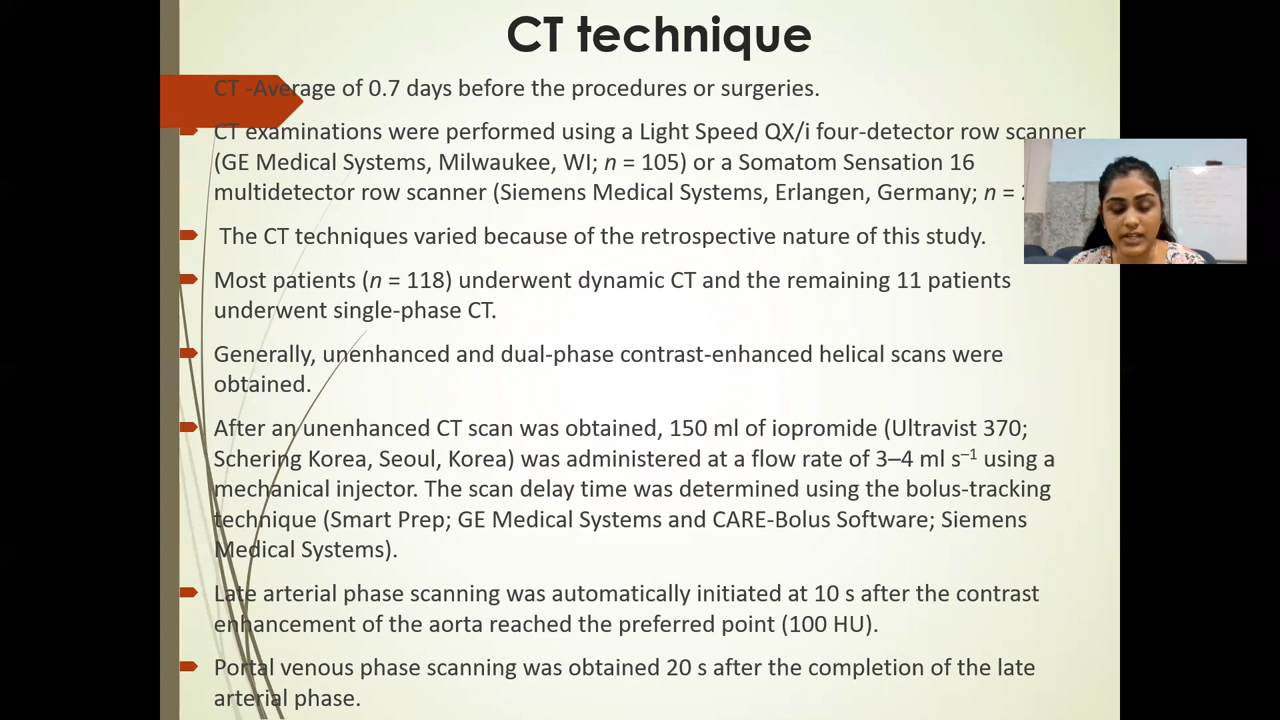 CT technique
CT -Average of 0.7 days before the procedures or surgeries.
CT examinations were performed using a Light Speed QX/i four-detector row scanner
(GE Medical Systems, Milwaukee, WI; n = 105) or a Somatom Sensation 16
multidetector row scanner (Siemens Medical Systems, Erlangen, Germany; n =
The CT techniques varied because of the retrospective nature of this study.
Most patients (n = 118) underwent dynamic CT and the remaining 11 patients
underwent single-phase CT.
Generally, unenhanced and dual-phase contrast-enhanced helical scans were
obtained.
After an unenhanced CT scan was obtained, 150 ml of iopromide (Ultravist 370;
Schering Korea, Seoul, Korea) was administered at a flow rate of 3–4 ml s⁻¹ using a
mechanical injector. The scan delay time was determined using the bolus-tracking
technique (Smart Prep; GE Medical Systems and CARE-Bolus Software; Siemens
Medical Systems).
Late arterial phase scanning was automatically initiated at 10 s after the contrast
enhancement of the aorta reached the preferred point (100 HU).
Portal venous phase scanning was obtained 20 s after the completion of the late
arterial phase.